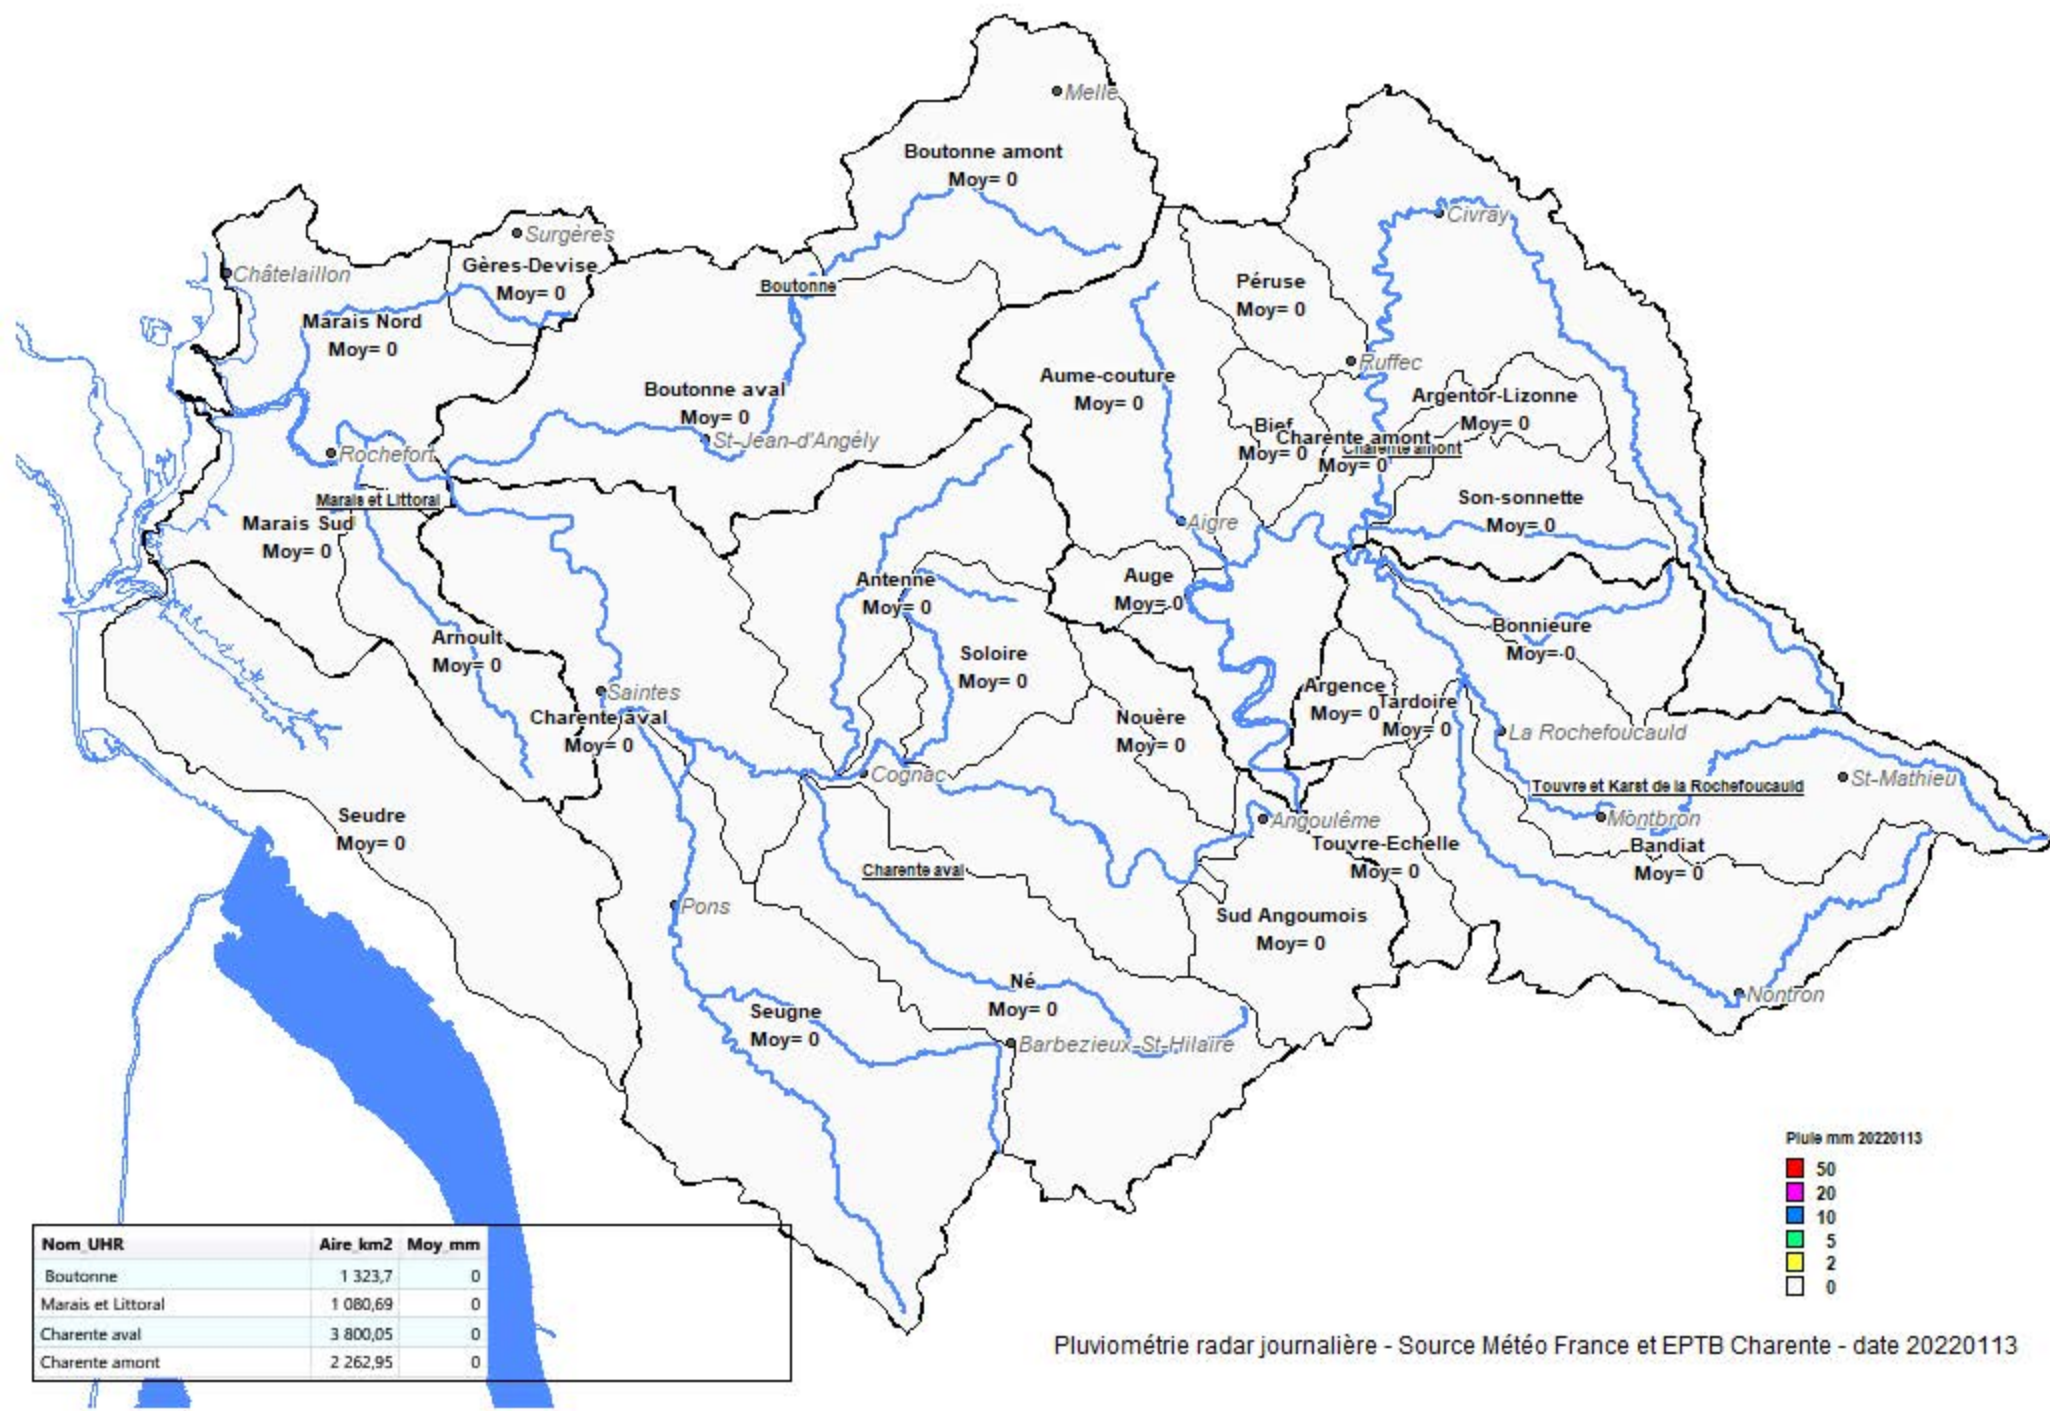 Melle
Boutonne amont
Moy= 0
Civray
Surgères
Châtelaillon
Gères-Devise
Moy= 0
Boutonne
Péruse
Moy= 0
Marais Nord
Moy= 0
Ruffec
Aume-couture
Moy= 0
Boutonne aval
Moy= 0
Argentor-Lizonne
Moy= 0
St-Jean-d'Angély
Bief
Moy= 0
Charente amont
Moy= 0
Charente amont
Rochefort
Marais et Littoral
Son-sonnette
Moy= 0
Marais Sud
Moy= 0
Aigre
Antenne
Moy= 0
Auge
Moy= 0
Bonnieure
Moy= 0
Arnoult
Moy= 0
Soloire
Moy= 0
Saintes
Argence
Moy= 0
Tardoire
Moy= 0
Charente aval
Moy= 0
Nouère
Moy= 0
La Rochefoucauld
Cognac
St-Mathieu
Touvre et Karst de la Rochefoucauld
Seudre
Moy= 0
Angoulême
Montbron
Touvre-Echelle
Moy= 0
Bandiat
Moy= 0
Charente aval
Pons
Sud Angoumois
Moy= 0
Né
Moy= 0
Nontron
Seugne
Moy= 0
Barbezieux-St-Hilaire
Pluie mm 20220113
50
20
10
5
2
0
Nom_UHR Aire_km2 Moy_mm
Boutonne 1 323,7 0
Marais et Littoral 1 080,69 0
Charente aval 3 800,05 0
Charente amont 2 262,95 0
Pluviométrie radar journalière - Source Météo France et EPTB Charente - date 20220113